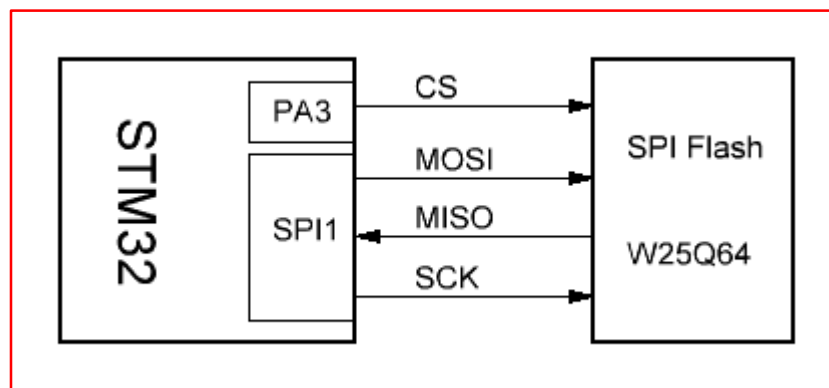 STM32
PA3
SPI1
CS
MOSI
MISO
SCK
SPI Flash
W25Q64